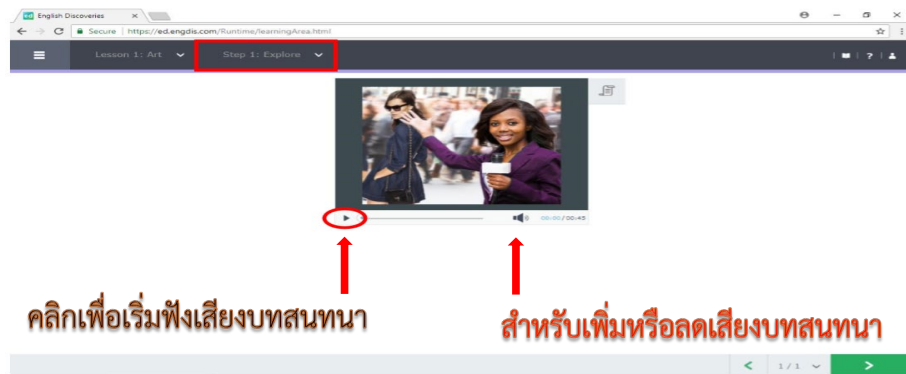 English Discoveries
Secure | https://ed.engdis.com/Runtime/learningArea.html
Lesson 1: Art Step 1: Explore ?
00:00/00:45
คลิกเพื่อเริ่มฟังเสียงบทสนทนา
สำหรับเพิ่มหรือลดเสียงบทสนทนา
1/1